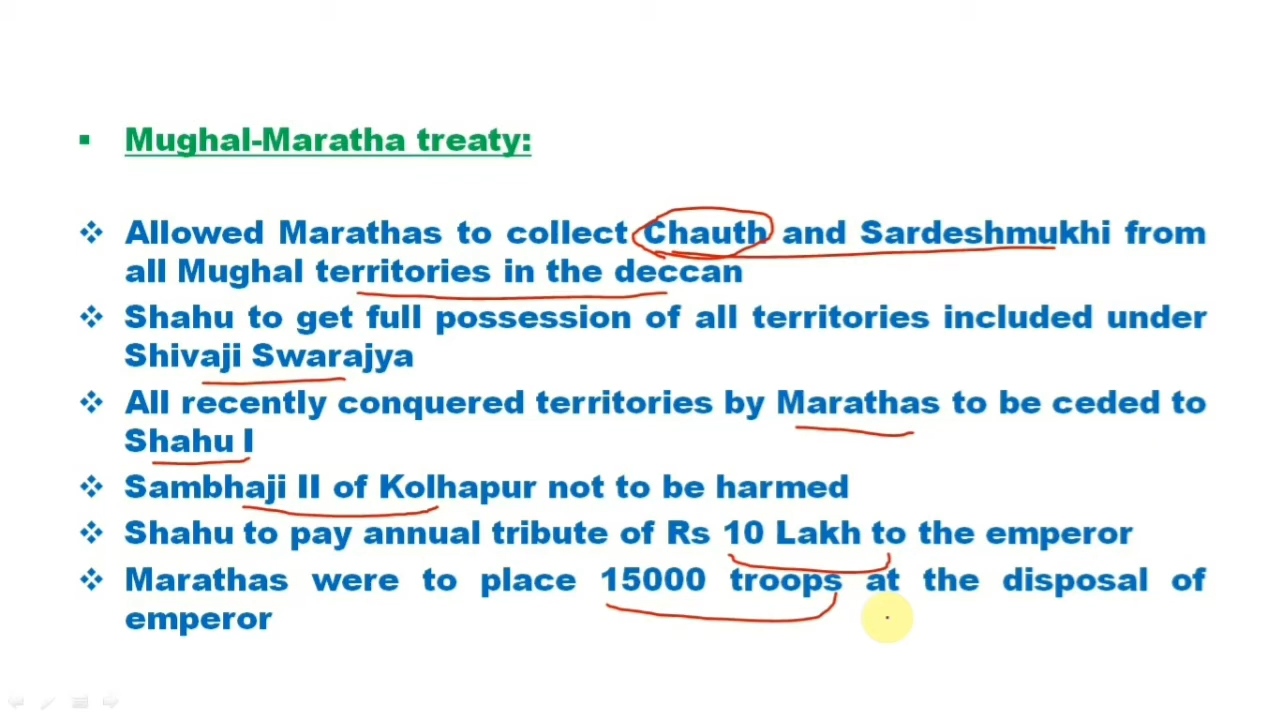 ▪ Mughal-Maratha treaty:
❖ Allowed Marathas to collect Chauth and Sardeshmukhi from
all Mughal territories in the deccan
❖ Shahu to get full possession of all territories included under
Shivaji Swarajya
❖ All recently conquered territories by Marathas to be ceded to
Shahu I
❖ Sambhaji II of Kolhapur not to be harmed
❖ Shahu to pay annual tribute of Rs 10 Lakh to the emperor
❖ Marathas were to place 15000 troops at the disposal of
emperor